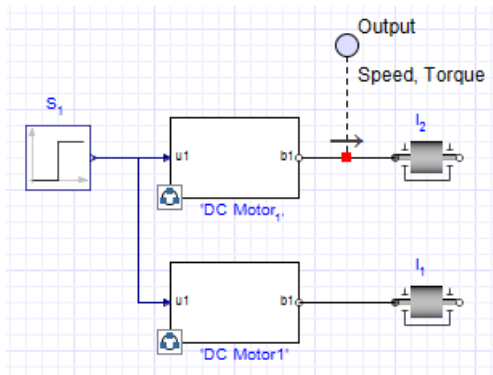 Output
Speed, Torque
S1
I2
u1
b1
'DC Motor1,
I1
u1
b1
'DC Motor1'